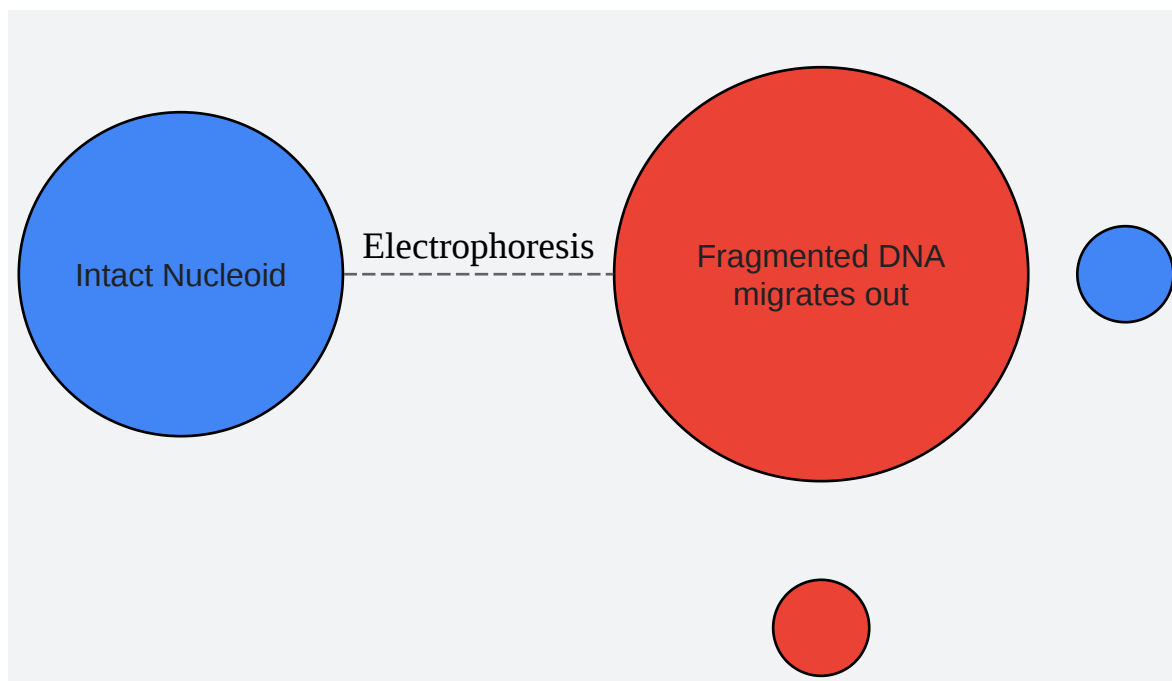 Intact Nucleoid
Electrophoresis
Fragmented DNA
migrates out